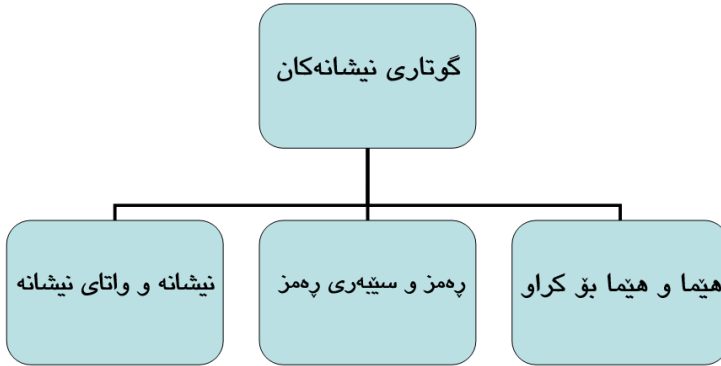 گوتاری نیشانەکان
هێما و هێما بۆ کراو
ڕەمز و سێبەری ڕەمز
نیشانە و واتای نیشانە